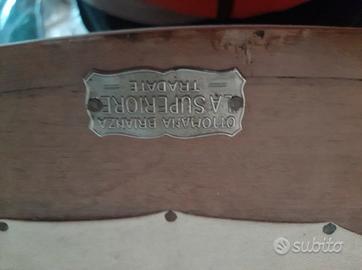 OTTOMANA BRIANZA
"LA SUPERIORE"
TRADATE
subito